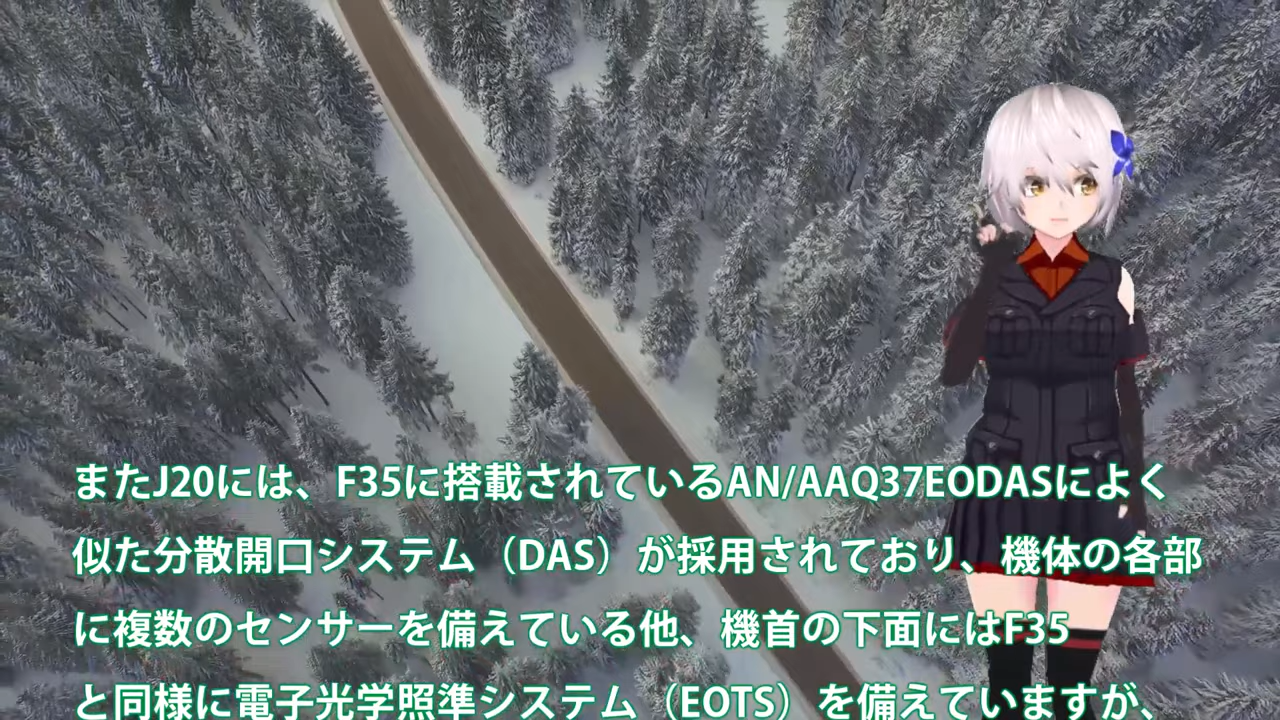 またJ20には、F35に搭載されているAN/AAQ37EODASによく
似た分散開口システム（DAS）が採用されており、機体の各部
に複数のセンサーを備えている他、機首の下面にはF35
と同様に電子光学照準システム（EOTS）を備えていますが、